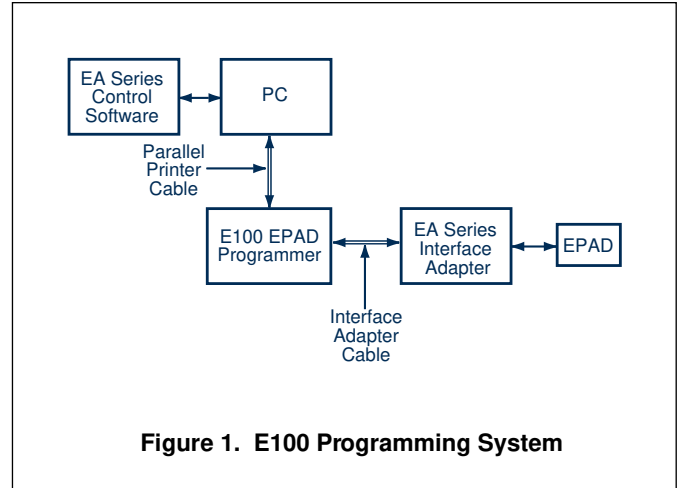 EA Series
Control
Software
PC
Parallel
Printer
Cable
E100 EPAD
Programmer
EA Series
Interface
Adapter
EPAD
Interface
Adapter
Cable
Figure 1. E100 Programming System